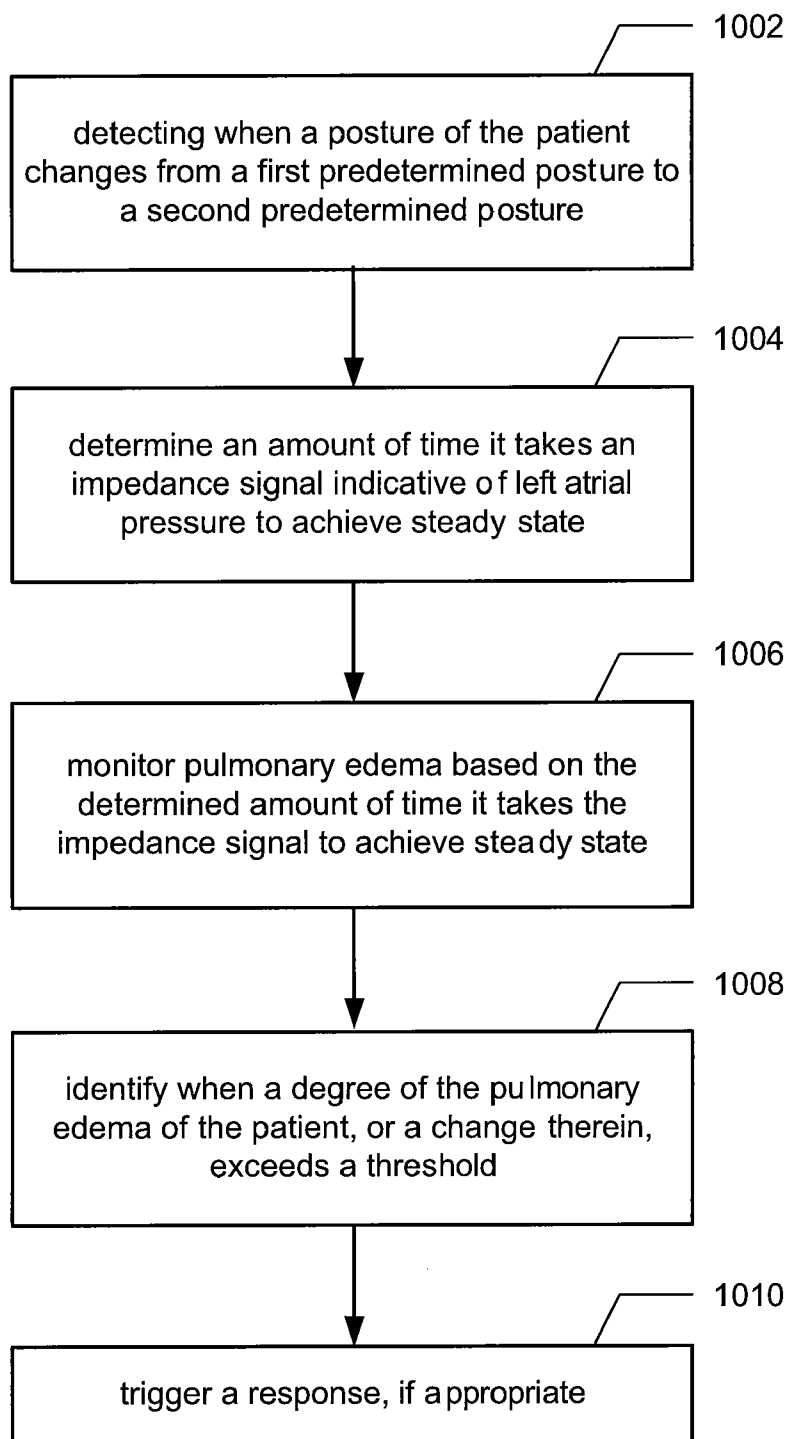 1002
detecting when a posture of the patient
changes from a first predetermined posture to
a second predetermined posture
1004
determine an amount of time it takes an
impedance signal indicative of left atrial
pressure to achieve steady state
1006
monitor pulmonary edema based on the
determined amount of time it takes the
impedance signal to achieve steady state
1008
identify when a degree of the pulmonary
edema of the patient, or a change therein,
exceeds a threshold
1010
trigger a response, if appropriate